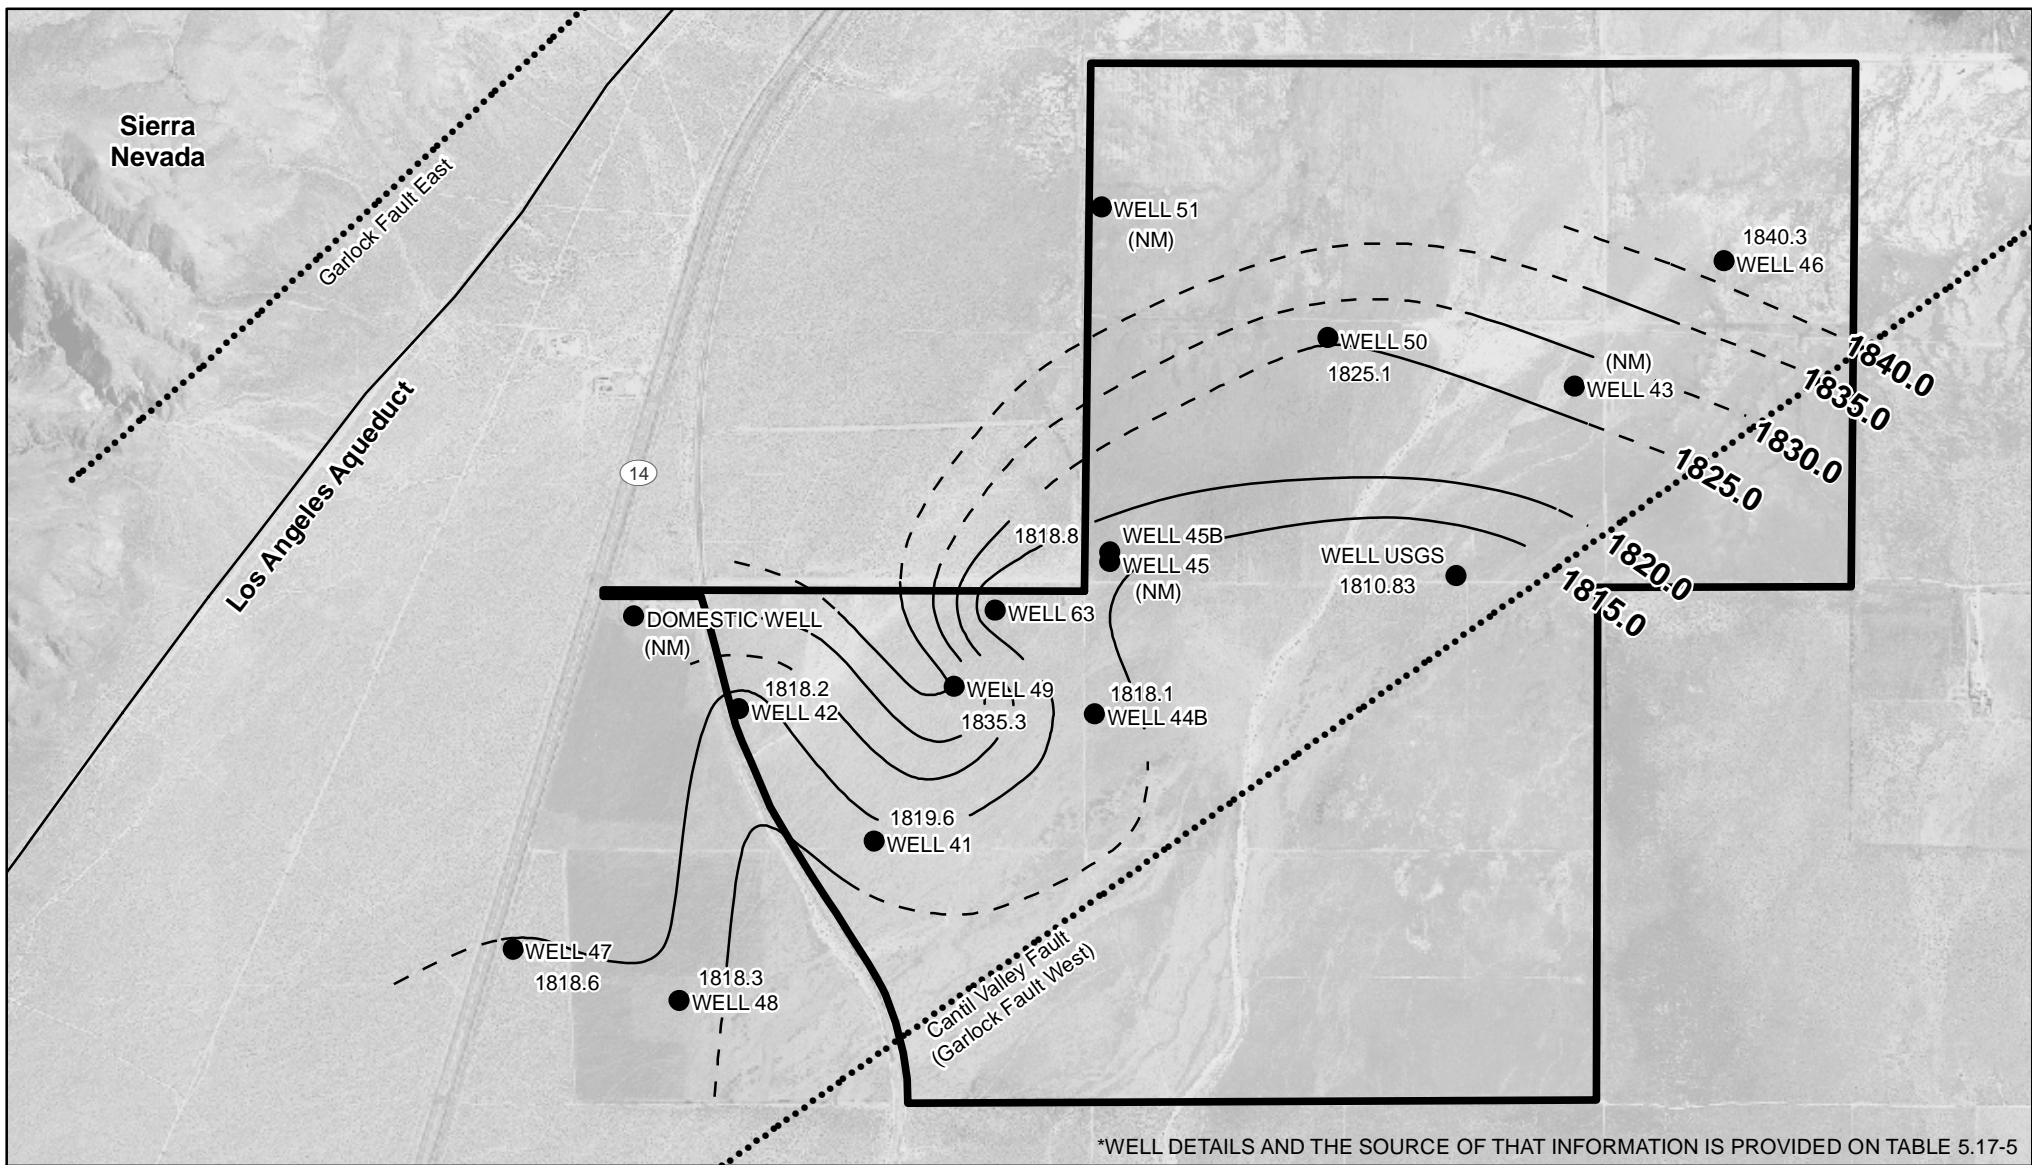 Sierra
Nevada
Garlock Fault East
Los Angeles Aqueduct
14
WELL 51
(NM)
1840.3
WELL 46
WELL 50
1825.1
(NM)
WELL 43
1840.0
1835.0
1830.0
1825.0
1820.0
1815.0
1818.8
WELL 45B
WELL 45
(NM)
WELL USGS
1810.83
WELL 63
DOMESTIC WELL
(NM)
1818.2
WELL 42
WELL 49
1835.3
1818.1
WELL 44B
1819.6
WELL 41
WELL 47
1818.6
1818.3
WELL 48
Cantil Valley Fault
(Garlock Fault West)
*WELL DETAILS AND THE SOURCE OF THAT INFORMATION IS PROVIDED ON TABLE 5.17-5